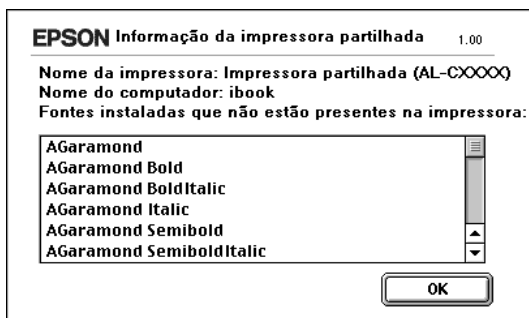 EPSON Informação da impressora partilhada 1.00
Nome da impressora: Impressora partilhada (AL-CXXXX)
Nome do computador: ibook
Fontes instaladas que não estão presentes na impressora:
AGaramond
AGaramond Bold
AGaramond BoldItalic
AGaramond Italic
AGaramond Semibold
AGaramond SemiboldItalic
OK